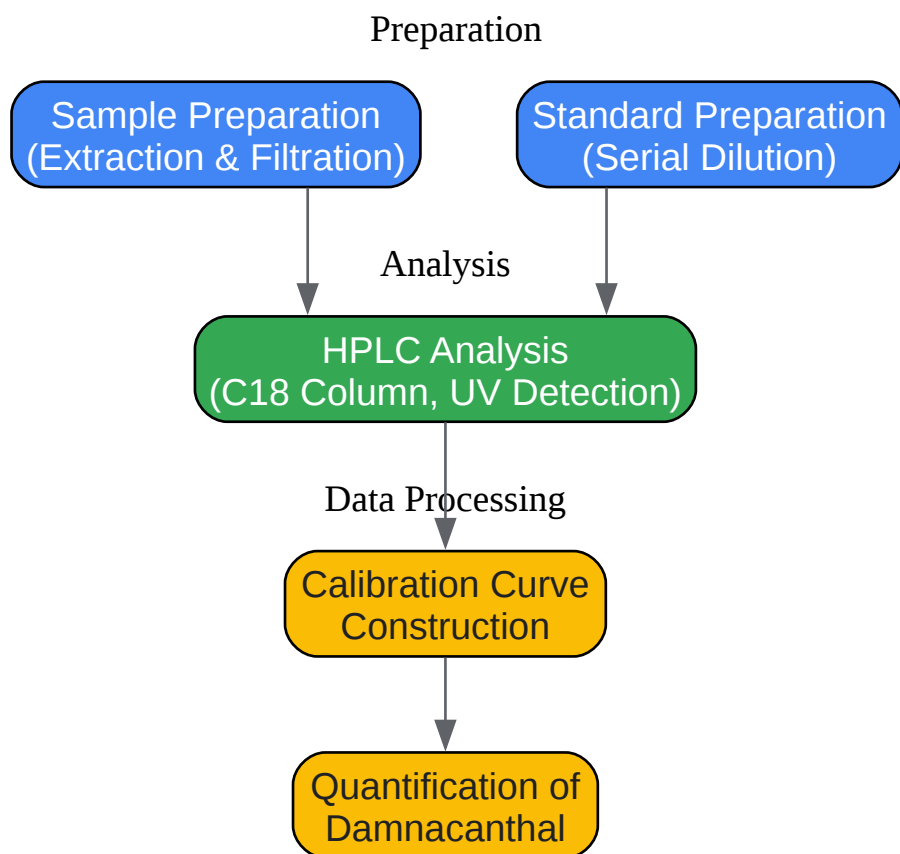 Preparation
Sample Preparation
(Extraction & Filtration)
Standard Preparation
(Serial Dilution)
Analysis
HPLC Analysis
(C18 Column, UV Detection)
Data Processing
Calibration Curve
Construction
Quantification of
Damnacanthal